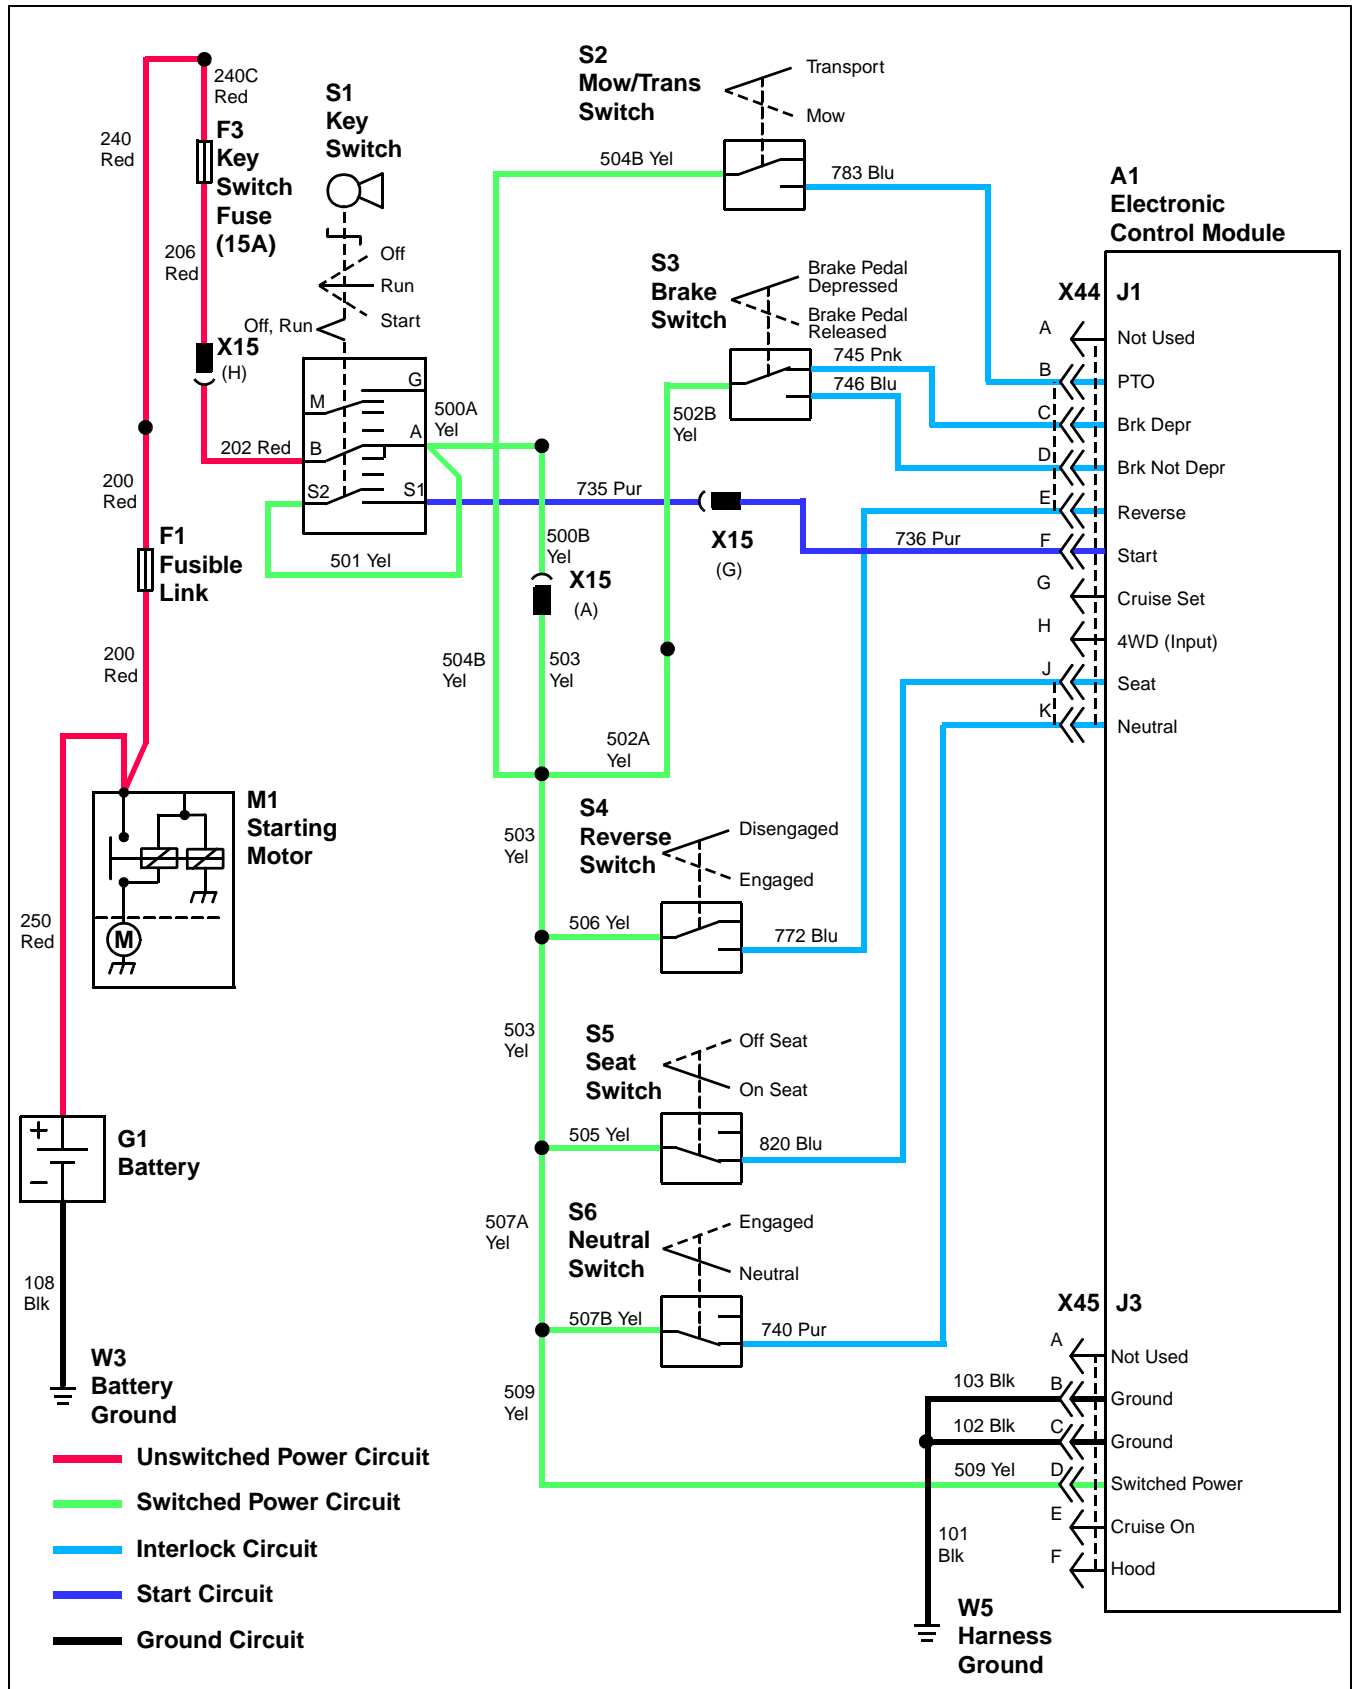 240C
Red
240
Red
F3
Key
Switch
Fuse
(15A)
206
Red
X15
(H)
202 Red
200
Red
F1
Fusible
Link
200
Red
S1
Key
Switch
Off
Run
Start
Off, Run
G
M
A
B
S2
S1
500A
Yel
501 Yel
735 Pur
500B
Yel
X15
(A)
X15
(G)
736 Pur
504B
Yel
503
Yel
502A
Yel
S2
Mow/Trans
Switch
Transport
Mow
504B Yel
783 Blu
S3
Brake
Switch
Brake Pedal
Depressed
Brake Pedal
Released
745 Pnk
746 Blu
502B
Yel
A1
Electronic
Control Module
X44 J1
A Not Used
B PTO
C Brk Depr
D Brk Not Depr
E Reverse
F Start
G Cruise Set
H 4WD (Input)
J Seat
K Neutral
M1
Starting
Motor
M
250
Red
503
Yel
S4
Reverse
Switch
Disengaged
Engaged
506 Yel
772 Blu
503
Yel
S5
Seat
Switch
Off Seat
On Seat
505 Yel
820 Blu
+
−
G1
Battery
108
Blk
W3
Battery
Ground
507A
Yel
S6
Neutral
Switch
Engaged
Neutral
507B Yel
740 Pur
509
Yel
X45 J3
A Not Used
103 Blk B Ground
102 Blk C Ground
509 Yel D Switched Power
E Cruise On
F Hood
101
Blk
W5
Harness
Ground
Unswitched Power Circuit
Switched Power Circuit
Interlock Circuit
Start Circuit
Ground Circuit